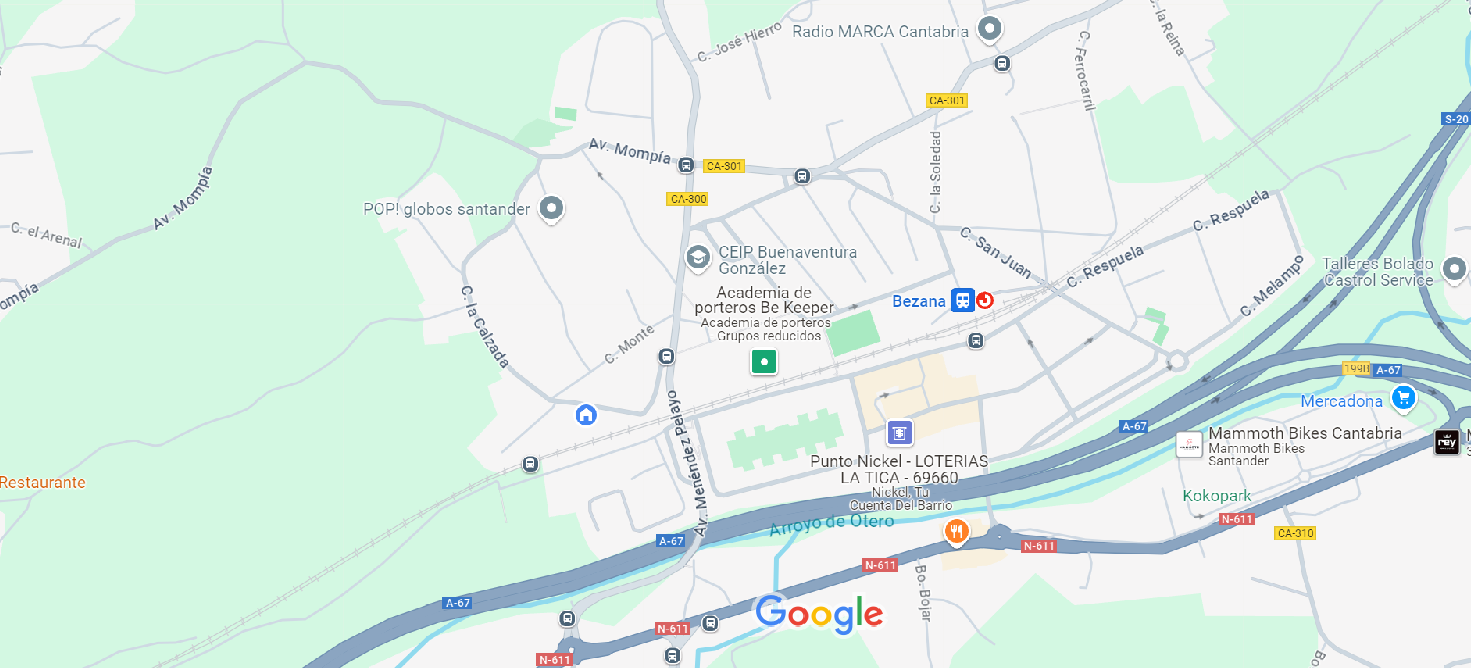 C. José Hierro
Radio MARCA Cantabria
C. la Reina
C. Ferrocarril
CA-301
S-20
Av. Mompía
CA-301
C. la Soledad
Av. Mompía
CA-300
POP! globos santander
C. Respuela
C. el Arenal
CEIP Buenaventura
González
C. San Juan
C. Respuela
Talleres Bolado
Castrol Service
Mompía
Academia de
porteros Be Keeper
Academia de porteros
Grupos reducidos
Bezana
C. Melampo
C. la Calzada
C. Monte
199B
A-67
Mercadona
Av. Menéndez Pelayo
A-67
Mammoth Bikes Cantabria
Mammoth Bikes
Santander
rey
M
Punto Nickel - LOTERIAS
LA TICA - 69660
Nickel, Tu
Cuenta Del Barrio
Restaurante
Kokopark
N-611
Arroyo de Otero
CA-310
A-67
N-611
N-611
Bo. Bojar
A-67
Google
N-611
N-611
Bo